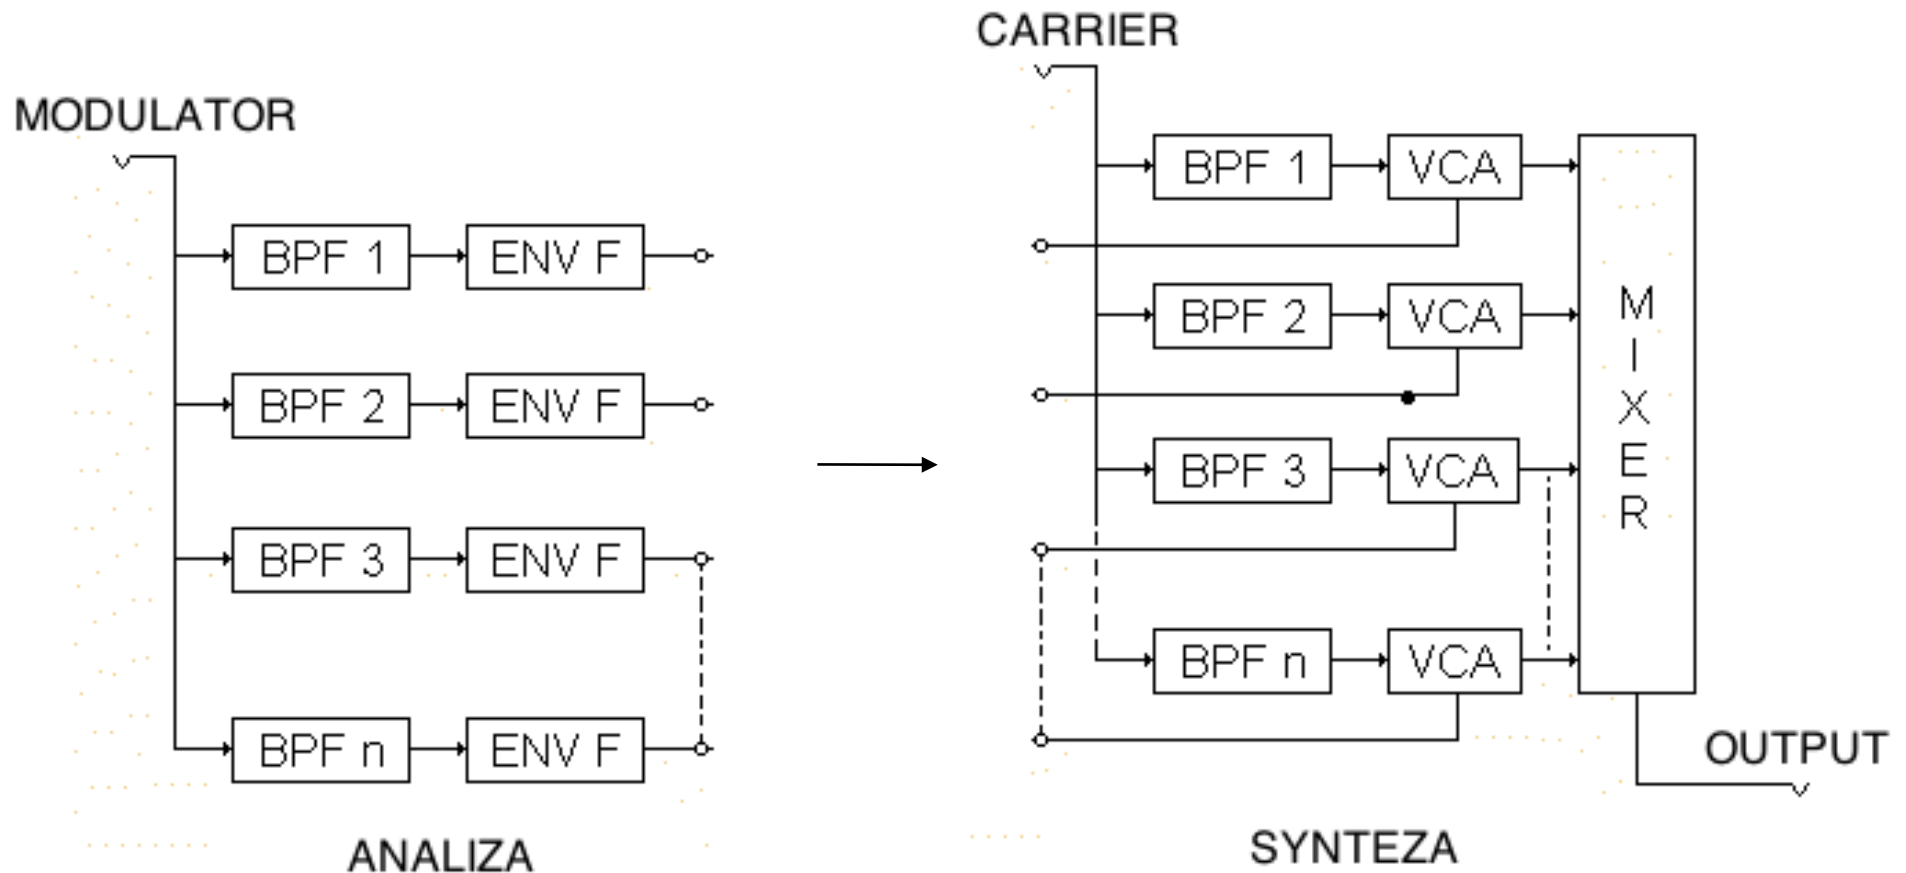 MODULATOR
BPF 1 ENV F
BPF 2 ENV F
BPF 3 ENV F
BPF n ENV F
ANALIZA
CARRIER
BPF 1 VCA
BPF 2 VCA
BPF 3 VCA
BPF n VCA
MIXER
OUTPUT
SYNTEZA